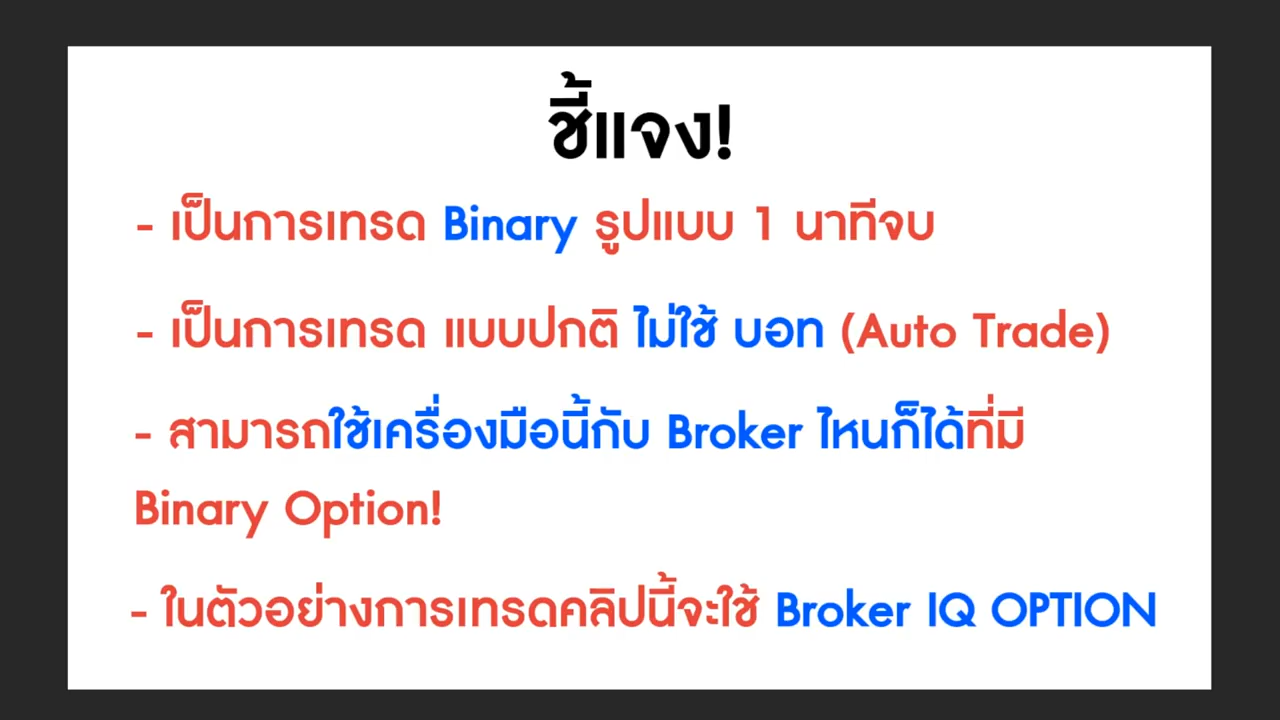 ชี้แจง!
- เป็นการเทรด Binary รูปแบบ 1 นาทีจบ
- เป็นการเทรด แบบปกติ ไม่ใช้ บอท (Auto Trade)
- สามารถใช้เครื่องมือนี้กับ Broker ไหนก็ได้ที่มี
Binary Option!
- ในตัวอย่างการเทรดคลิปนี้จะใช้ Broker IQ OPTION